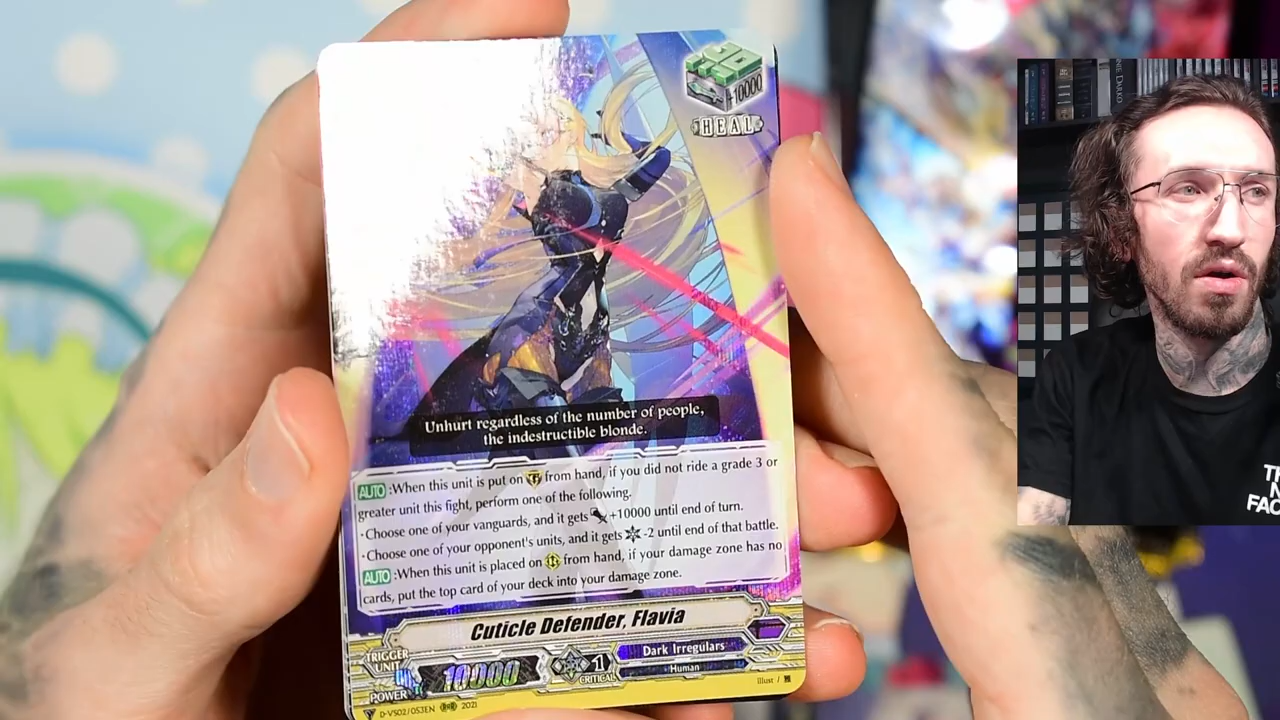 +10000
HEAL
Unhurt regardless of the number of people,
the indestructible blonde.
AUTO :When this unit is put on from hand, if you did not ride a grade 3 or
greater unit this fight, perform one of the following.
·Choose one of your vanguards, and it gets +10000 until end of turn.
·Choose one of your opponent's units, and it gets -2 until end of that battle.
AUTO :When this unit is placed on from hand, if your damage zone has no
cards, put the top card of your deck into your damage zone.
Cuticle Defender, Flavia
TRIGGER
UNIT
POWER
10000
1
CRITICAL
Dark Irregulars
Human
D-VS02/053EN
2021
Illust /
NIE DARKO
FAC